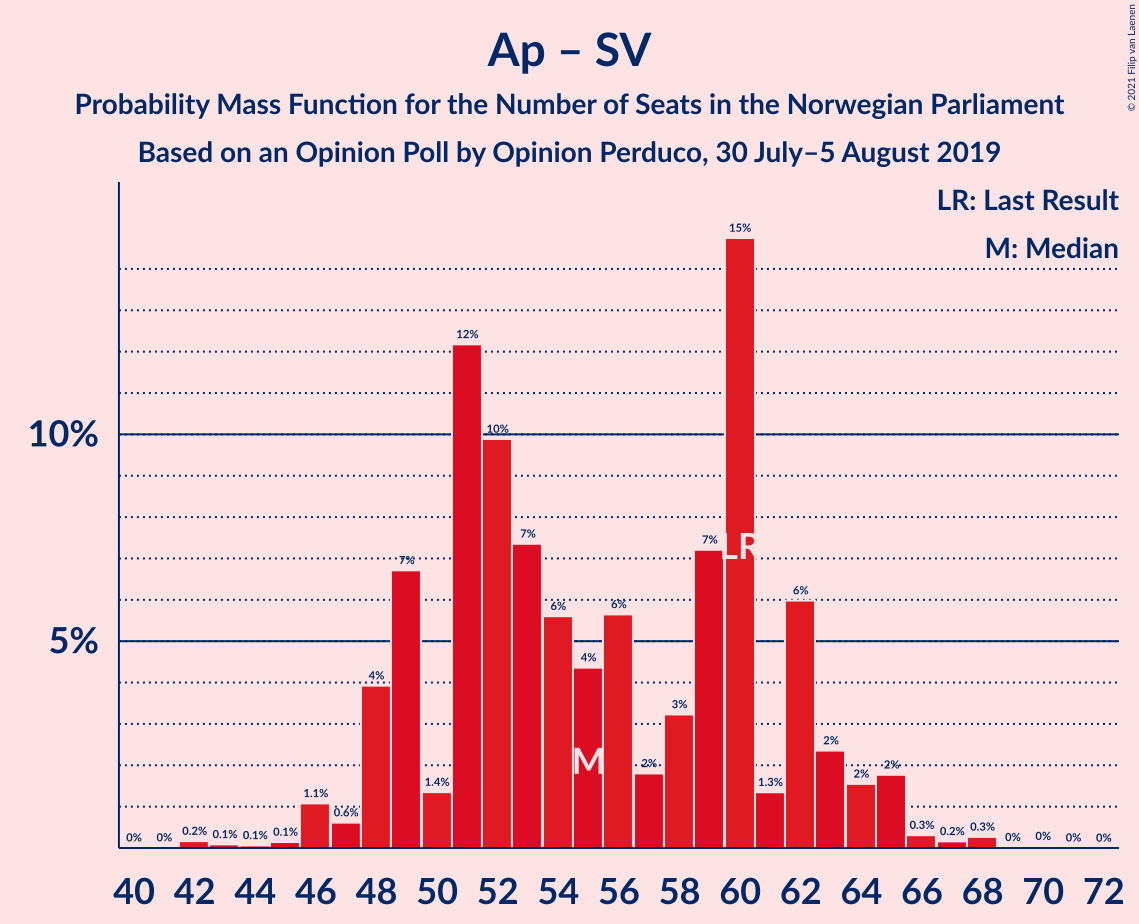 Ap – SV
Probability Mass Function for the Number of Seats in the Norwegian Parliament
Based on an Opinion Poll by Opinion Perduco, 30 July–5 August 2019
© 2021 Filip van Laenen
LR: Last Result
M: Median
10%
5%
0% 0% 0.2% 0.1% 0.1% 0.1% 1.1% 0.6% 4% 7% 1.4% 12% 10% 7% 6% 4% 6% 2% 3% 7% 15% 1.3% 6% 2% 2% 2% 0.3% 0.2% 0.3% 0% 0% 0% 0%
LR
M
40 42 44 46 48 50 52 54 56 58 60 62 64 66 68 70 72